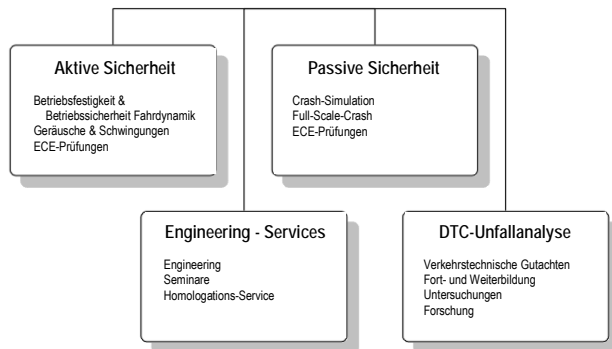 Aktive Sicherheit
Betriebsfestigkeit &
Betriebssicherheit Fahrdynamik
Geräusche & Schwingungen
ECE-Prüfungen
Passive Sicherheit
Crash-Simulation
Full-Scale-Crash
ECE-Prüfungen
Engineering - Services
Engineering
Seminare
Homologations-Service
DTC-Unfallanalyse
Verkehrstechnische Gutachten
Fort- und Weiterbildung
Untersuchungen
Forschung